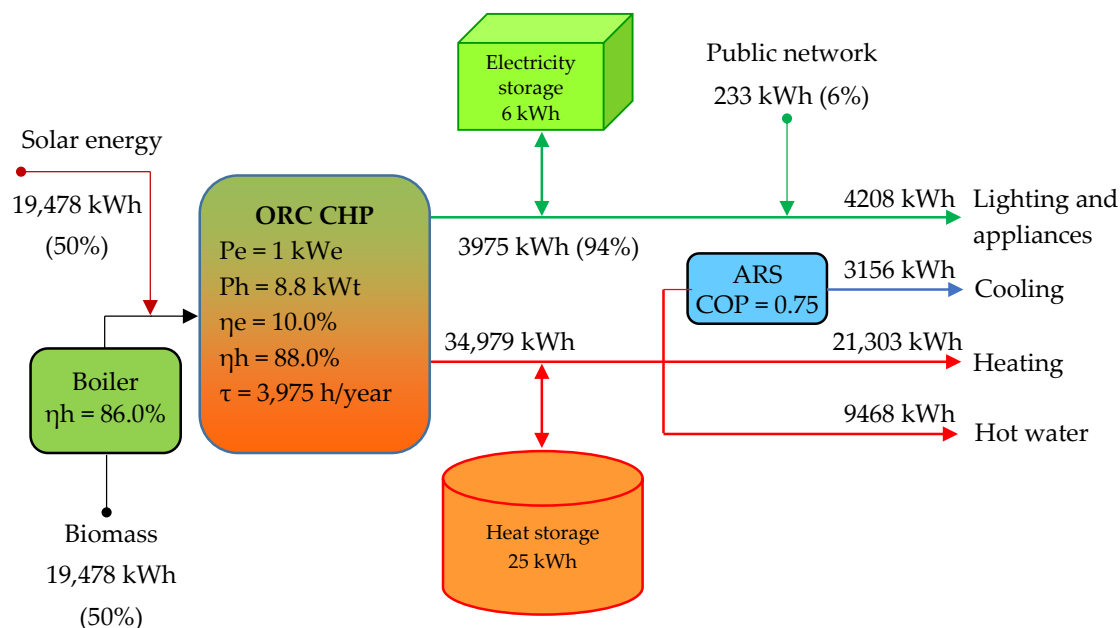 Electricity
storage
6 kWh
Public network
233 kWh (6%)
Solar energy
19,478 kWh
(50%)
ORC CHP
Pe = 1 kWe
Ph = 8.8 kWt
ηe = 10.0%
ηh = 88.0%
τ = 3,975 h/year
3975 kWh (94%)
4208 kWh
Lighting and
appliances
ARS
COP = 0.75
3156 kWh
Cooling
34,979 kWh
21,303 kWh
Heating
Boiler
ηh = 86.0%
9468 kWh
Hot water
Heat storage
25 kWh
Biomass
19,478 kWh
(50%)